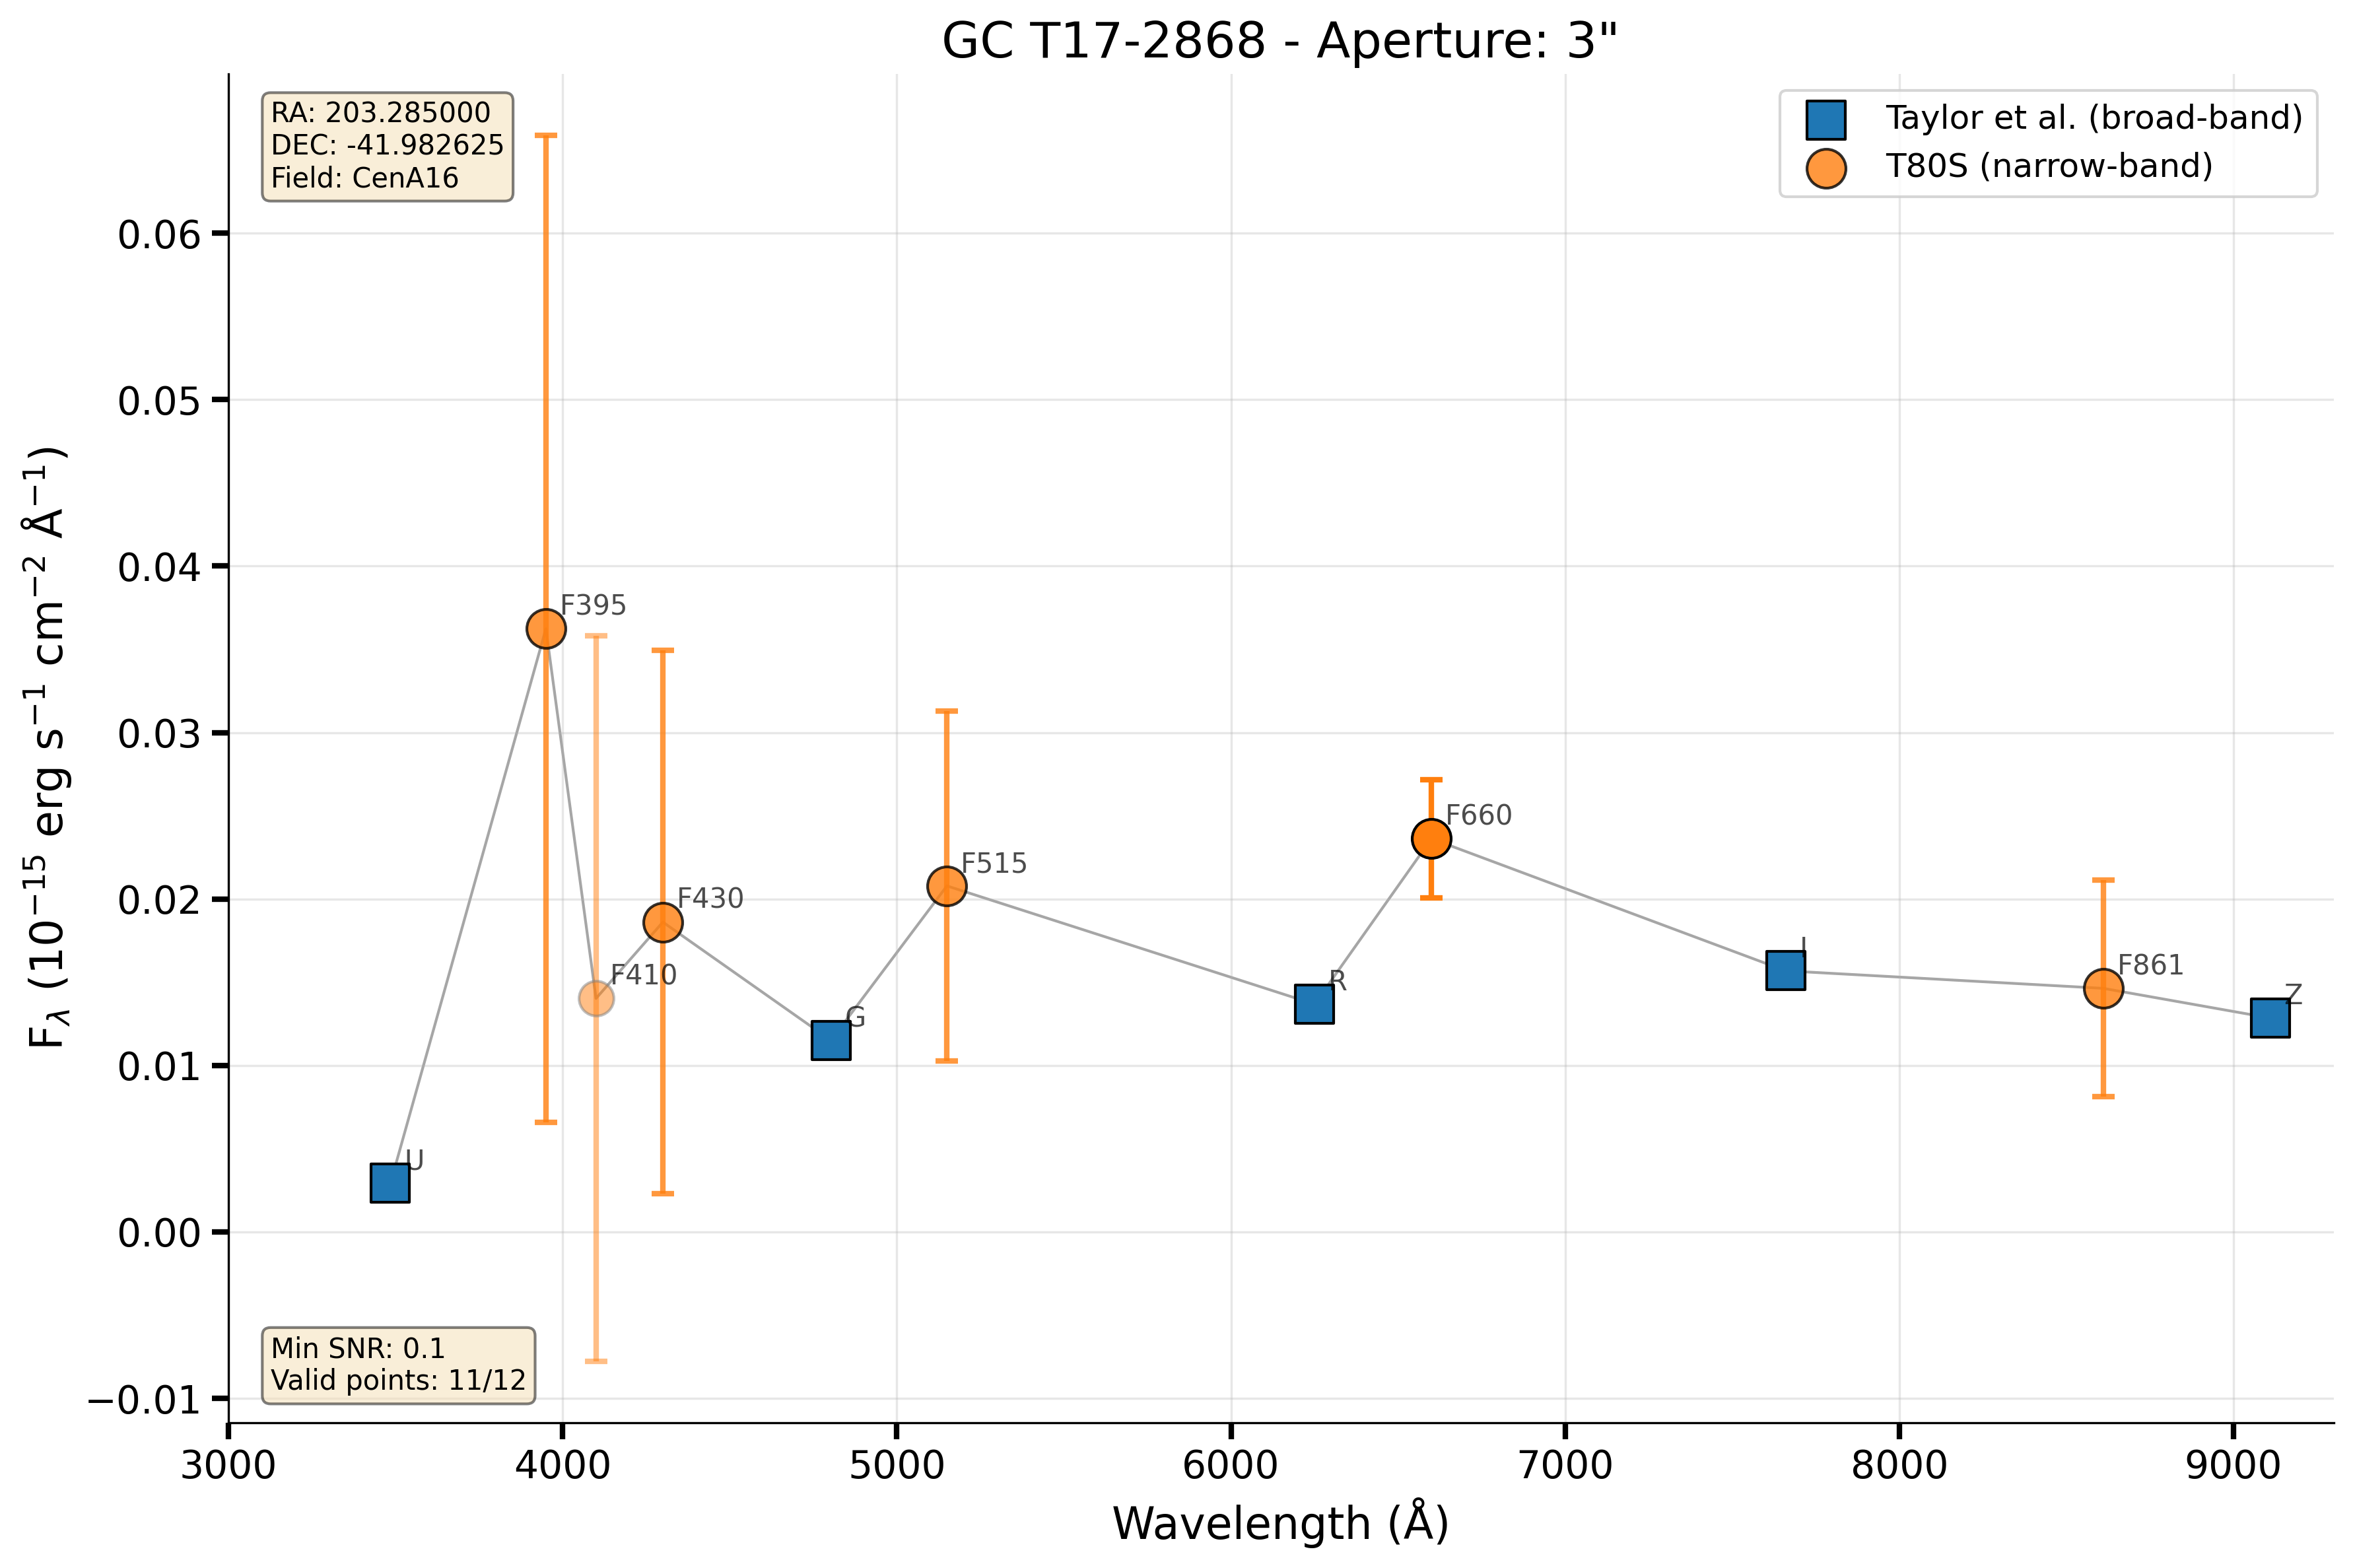 GC T17-2868 - Aperture: 3"
RA: 203.285000
DEC: -41.982625
Field: CenA16
Taylor et al. (broad-band)
T80S (narrow-band)
0.06
0.05
0.04
0.03
0.02
0.01
0.00
−0.01
F_λ (10⁻¹⁵ erg s⁻¹ cm⁻² Å⁻¹)
F395
F410
F430
F515
F660
F861
U
G
R
I
Z
Min SNR: 0.1
Valid points: 11/12
3000 4000 5000 6000 7000 8000 9000
Wavelength (Å)